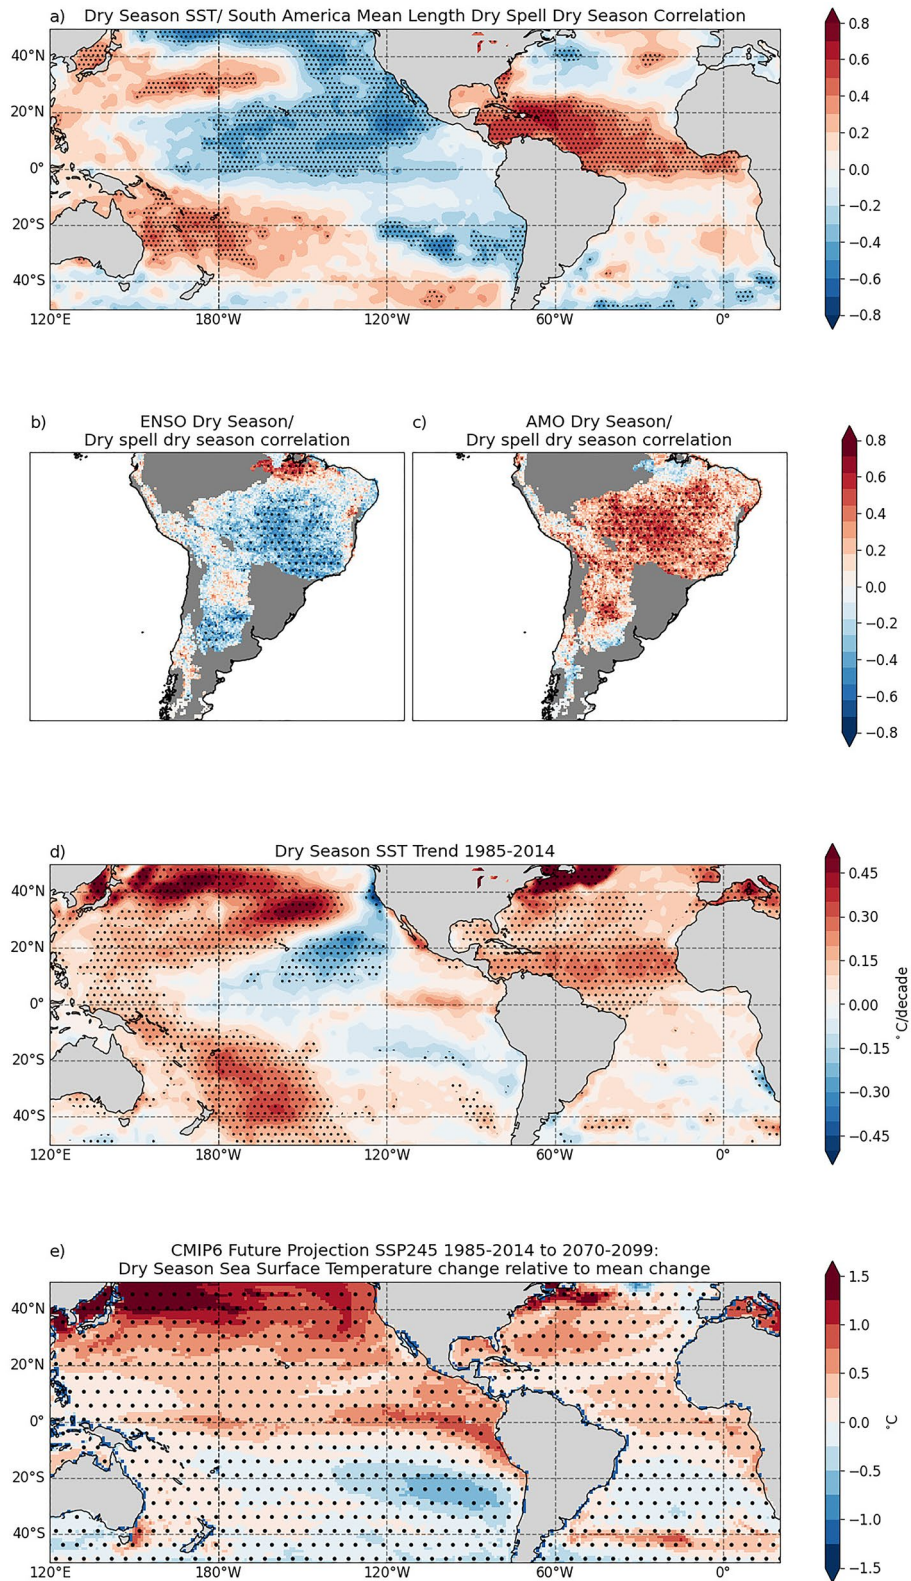 a) Dry Season SST/ South America Mean Length Dry Spell Dry Season Correlation
40°N
20°N
0°
20°S
40°S
120°E 180°W 120°W 60°W 0°
0.8
0.6
0.4
0.2
0.0
−0.2
−0.4
−0.6
−0.8
b) ENSO Dry Season/
Dry spell dry season correlation
c) AMO Dry Season/
Dry spell dry season correlation
0.8
0.6
0.4
0.2
0.0
−0.2
−0.4
−0.6
−0.8
d) Dry Season SST Trend 1985-2014
40°N
20°N
0°
20°S
40°S
120°E 180°W 120°W 60°W 0°
0.45
0.30
0.15
0.00
−0.15
−0.30
−0.45
°C/decade
e) CMIP6 Future Projection SSP245 1985-2014 to 2070-2099:
Dry Season Sea Surface Temperature change relative to mean change
40°N
20°N
0°
20°S
40°S
120°E 180°W 120°W 60°W 0°
1.5
1.0
0.5
0.0
−0.5
−1.0
−1.5
°C